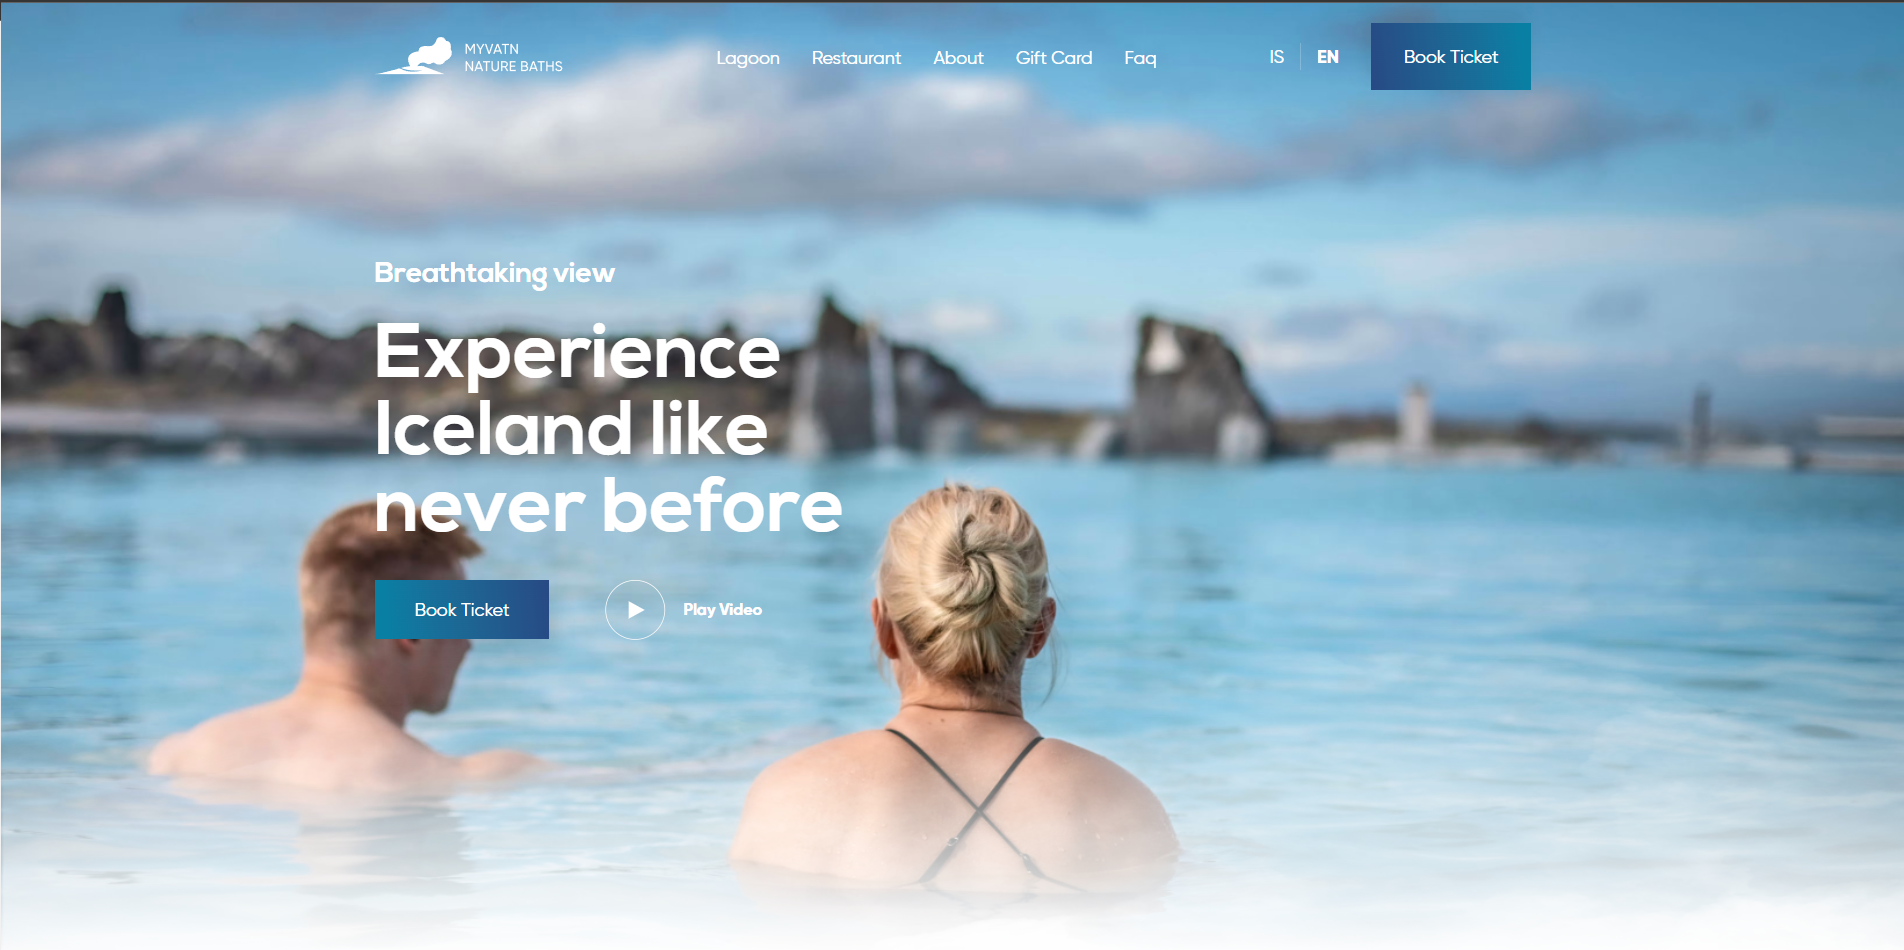 MYVATN
NATURE BATHS
Lagoon
Restaurant
About
Gift Card
Faq
IS
EN
Book Ticket
Breathtaking view
Experience
Iceland like
never before
Book Ticket
Play Video